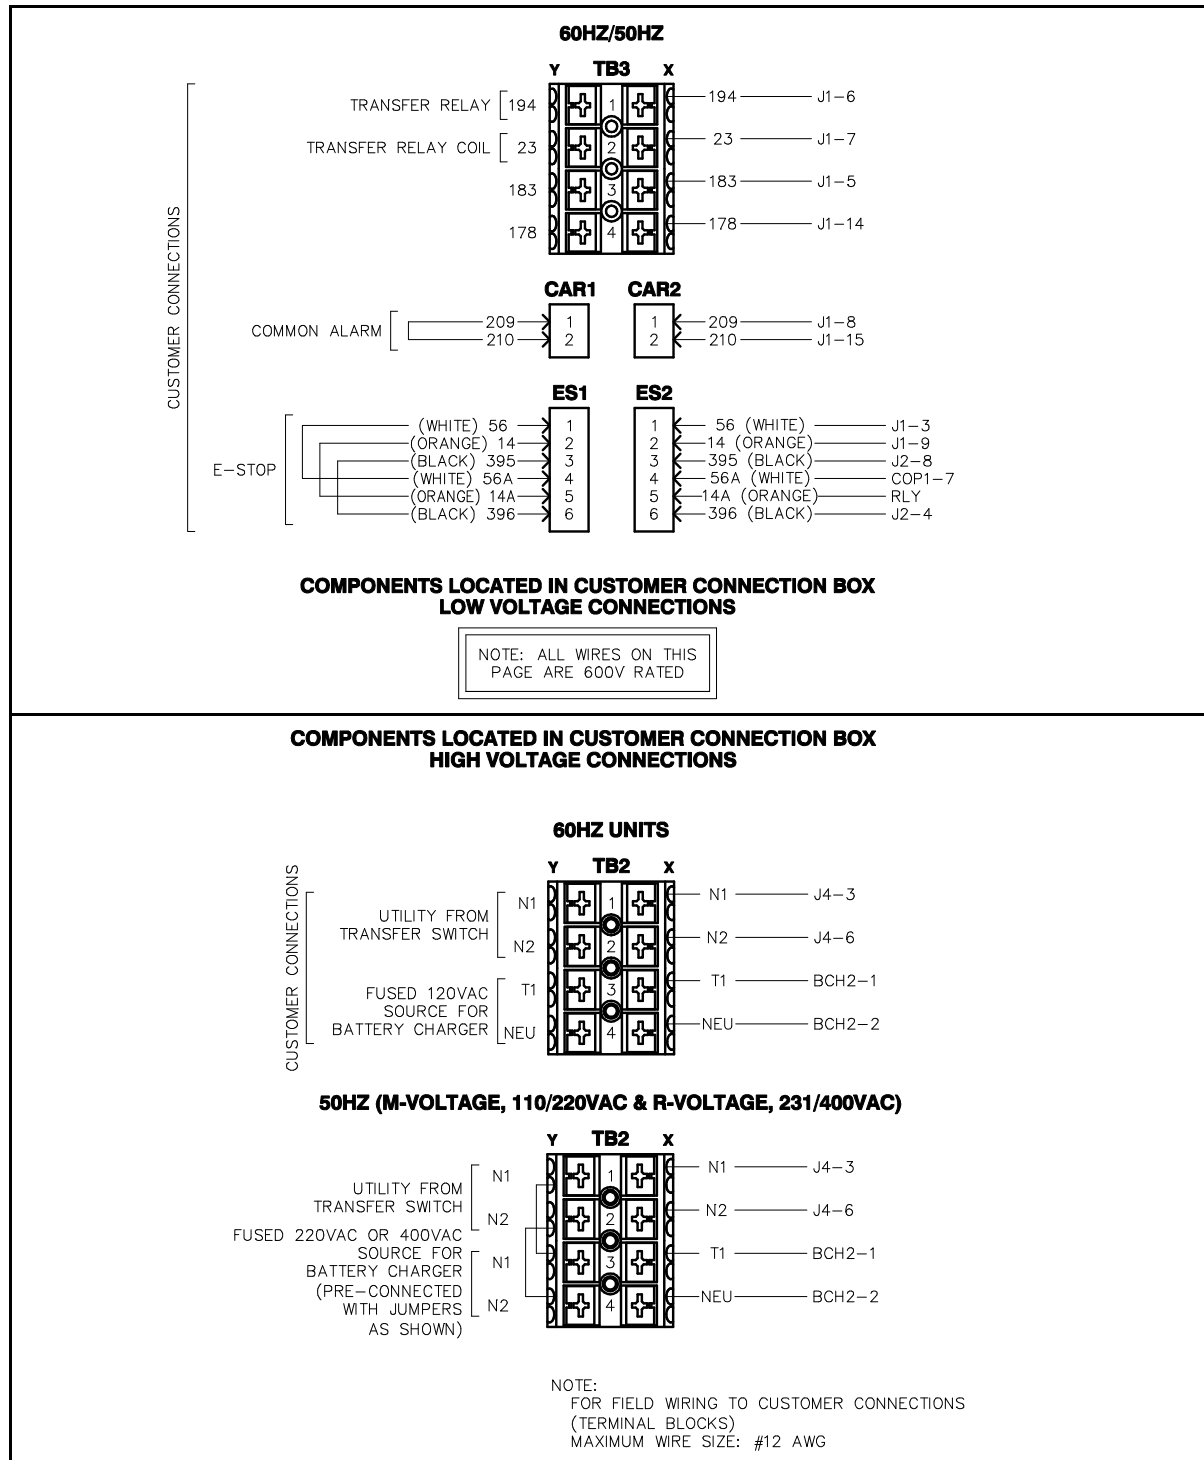 60HZ/50HZ
Y TB3 X
TRANSFER RELAY 194 1 194 J1-6
TRANSFER RELAY COIL 23 2 23 J1-7
183 3 183 J1-5
178 4 178 J1-14
CUSTOMER CONNECTIONS
CAR1 CAR2
COMMON ALARM
209 1 1 209 J1-8
210 2 2 210 J1-15
ES1 ES2
E-STOP
(WHITE) 56 1 1 56 (WHITE) J1-3
(ORANGE) 14 2 2 14 (ORANGE) J1-9
(BLACK) 395 3 3 395 (BLACK) J2-8
(WHITE) 56A 4 4 56A (WHITE) COP1-7
(ORANGE) 14A 5 5 14A (ORANGE) RLY
(BLACK) 396 6 6 396 (BLACK) J2-4
COMPONENTS LOCATED IN CUSTOMER CONNECTION BOX
LOW VOLTAGE CONNECTIONS
NOTE: ALL WIRES ON THIS
PAGE ARE 600V RATED
COMPONENTS LOCATED IN CUSTOMER CONNECTION BOX
HIGH VOLTAGE CONNECTIONS
60HZ UNITS
Y TB2 X
CUSTOMER CONNECTIONS
UTILITY FROM
TRANSFER SWITCH
N1 1 N1 J4-3
N2 2 N2 J4-6
FUSED 120VAC
SOURCE FOR
BATTERY CHARGER
T1 3 T1 BCH2-1
NEU 4 NEU BCH2-2
50HZ (M-VOLTAGE, 110/220VAC & R-VOLTAGE, 231/400VAC)
Y TB2 X
UTILITY FROM
TRANSFER SWITCH
N1 1 N1 J4-3
N2 2 N2 J4-6
FUSED 220VAC OR 400VAC
SOURCE FOR
BATTERY CHARGER
(PRE-CONNECTED
WITH JUMPERS
AS SHOWN)
N1 3 T1 BCH2-1
N2 4 NEU BCH2-2
NOTE:
FOR FIELD WIRING TO CUSTOMER CONNECTIONS
(TERMINAL BLOCKS)
MAXIMUM WIRE SIZE: #12 AWG